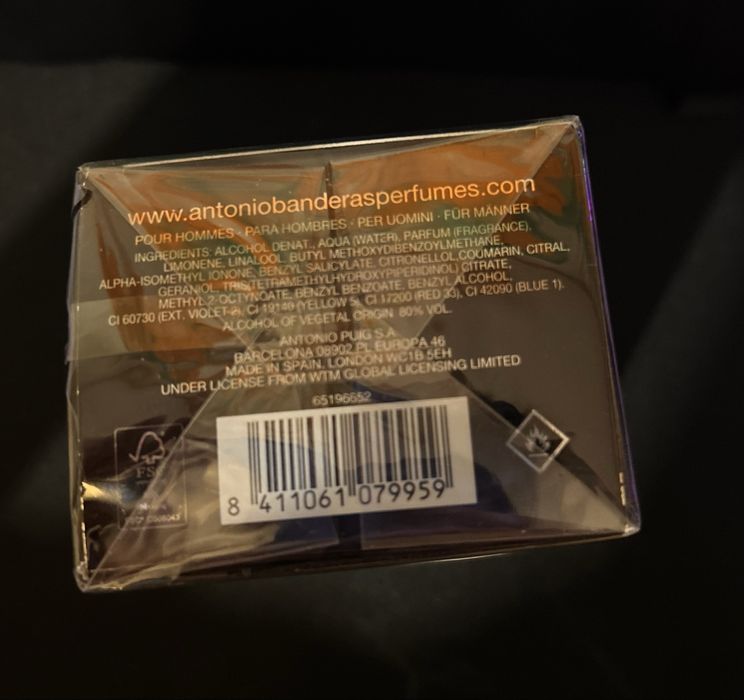 www.antoniobanderasperfumes.com
POUR HOMMES · PARA HOMBRES · PER UOMINI · FÜR MÄNNER
INGREDIENTS: ALCOHOL DENAT., AQUA (WATER), PARFUM (FRAGRANCE),
LIMONENE, LINALOOL, BUTYL METHOXYDIBENZOYLMETHANE,
ALPHA-ISOMETHYL IONONE, BENZYL SALICYLATE, CITRONELLOL, COUMARIN, CITRAL,
GERANIOL, TRIS(TETRAMETHYLHYDROXYPIPERIDINOL) CITRATE,
METHYL 2-OCTYNOATE, BENZYL BENZOATE, BENZYL ALCOHOL,
CI 60730 (EXT. VIOLET 2), CI 19140 (YELLOW 5), CI 17200 (RED 33), CI 42090 (BLUE 1).
ALCOHOL OF VEGETAL ORIGIN 80% VOL.
ANTONIO PUIG S.A.
BARCELONA 08902 PL. EUROPA 46
MADE IN SPAIN. LONDON WC1B 5EH
UNDER LICENSE FROM WTM GLOBAL LICENSING LIMITED
65196652
FSC
8 411061 079959